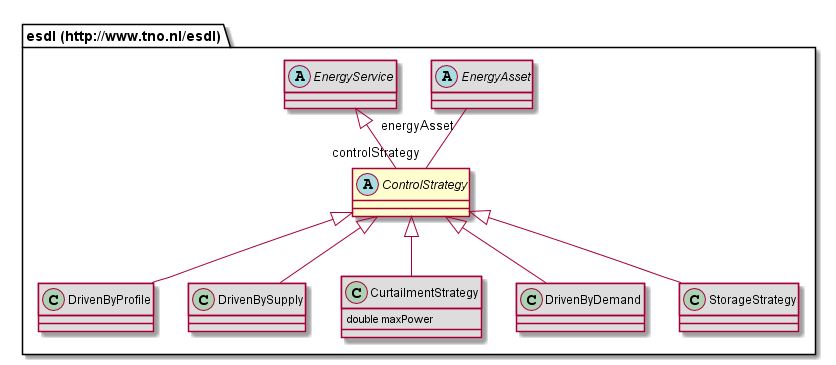 esdl (http://www.tno.nl/esdl)
A EnergyService
A EnergyAsset
energyAsset
controlStrategy
A ControlStrategy
C DrivenByProfile
C DrivenBySupply
C CurtailmentStrategy
double maxPower
C DrivenByDemand
C StorageStrategy